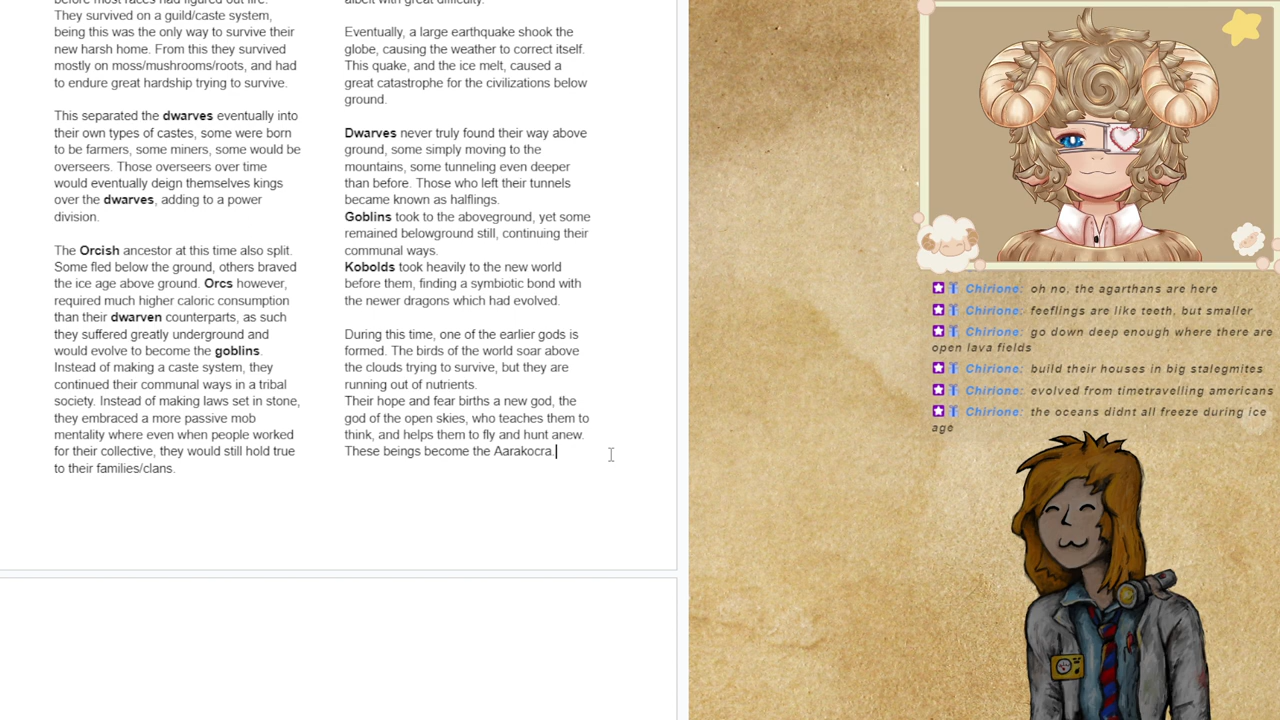 before most races had figured out fire.
They survived on a guild/caste system,
being this was the only way to survive their
new harsh home. From this they survived
mostly on moss/mushrooms/roots, and had
to endure great hardship trying to survive.
This separated the dwarves eventually into
their own types of castes, some were born
to be farmers, some miners, some would be
overseers. Those overseers over time
would eventually deign themselves kings
over the dwarves, adding to a power
division.
The Orcish ancestor at this time also split.
Some fled below the ground, others braved
the ice age above ground. Orcs however,
required much higher caloric consumption
than their dwarven counterparts, as such
they suffered greatly underground and
would evolve to become the goblins.
Instead of making a caste system, they
continued their communal ways in a tribal
society. Instead of making laws set in stone,
they embraced a more passive mob
mentality where even when people worked
for their collective, they would still hold true
to their families/clans.
albeit with great difficulty.
Eventually, a large earthquake shook the
globe, causing the weather to correct itself.
This quake, and the ice melt, caused a
great catastrophe for the civilizations below
ground.
Dwarves never truly found their way above
ground, some simply moving to the
mountains, some tunneling even deeper
than before. Those who left their tunnels
became known as halflings.
Goblins took to the aboveground, yet some
remained belowground still, continuing their
communal ways.
Kobolds took heavily to the new world
before them, finding a symbiotic bond with
the newer dragons which had evolved.
During this time, one of the earlier gods is
formed. The birds of the world soar above
the clouds trying to survive, but they are
running out of nutrients.
Their hope and fear births a new god, the
god of the open skies, who teaches them to
think, and helps them to fly and hunt anew.
These beings become the Aarakocra.
Chirione: oh no, the agarthans are here
Chirione: feeflings are like teeth, but smaller
Chirione: go down deep enough where there are
open lava fields
Chirione: build their houses in big stalegmites
Chirione: evolved from timetravelling americans
Chirione: the oceans didnt all freeze during ice
age